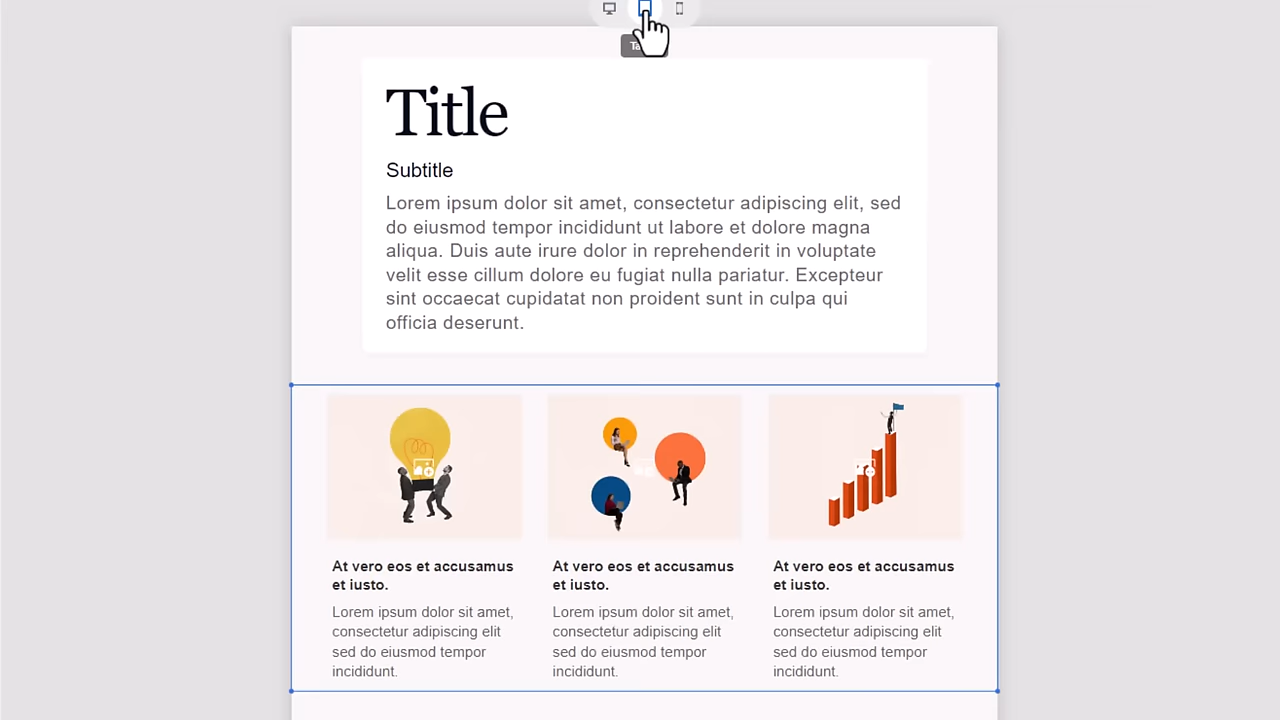 Title
Subtitle
Lorem ipsum dolor sit amet, consectetur adipiscing elit, sed
do eiusmod tempor incididunt ut labore et dolore magna
aliqua. Duis aute irure dolor in reprehenderit in voluptate
velit esse cillum dolore eu fugiat nulla pariatur. Excepteur
sint occaecat cupidatat non proident sunt in culpa qui
officia deserunt.
At vero eos et accusamus
et iusto.
Lorem ipsum dolor sit amet,
consectetur adipiscing elit
sed do eiusmod tempor
incididunt.
At vero eos et accusamus
et iusto.
Lorem ipsum dolor sit amet,
consectetur adipiscing elit
sed do eiusmod tempor
incididunt.
At vero eos et accusamus
et iusto.
Lorem ipsum dolor sit amet,
consectetur adipiscing elit
sed do eiusmod tempor
incididunt.